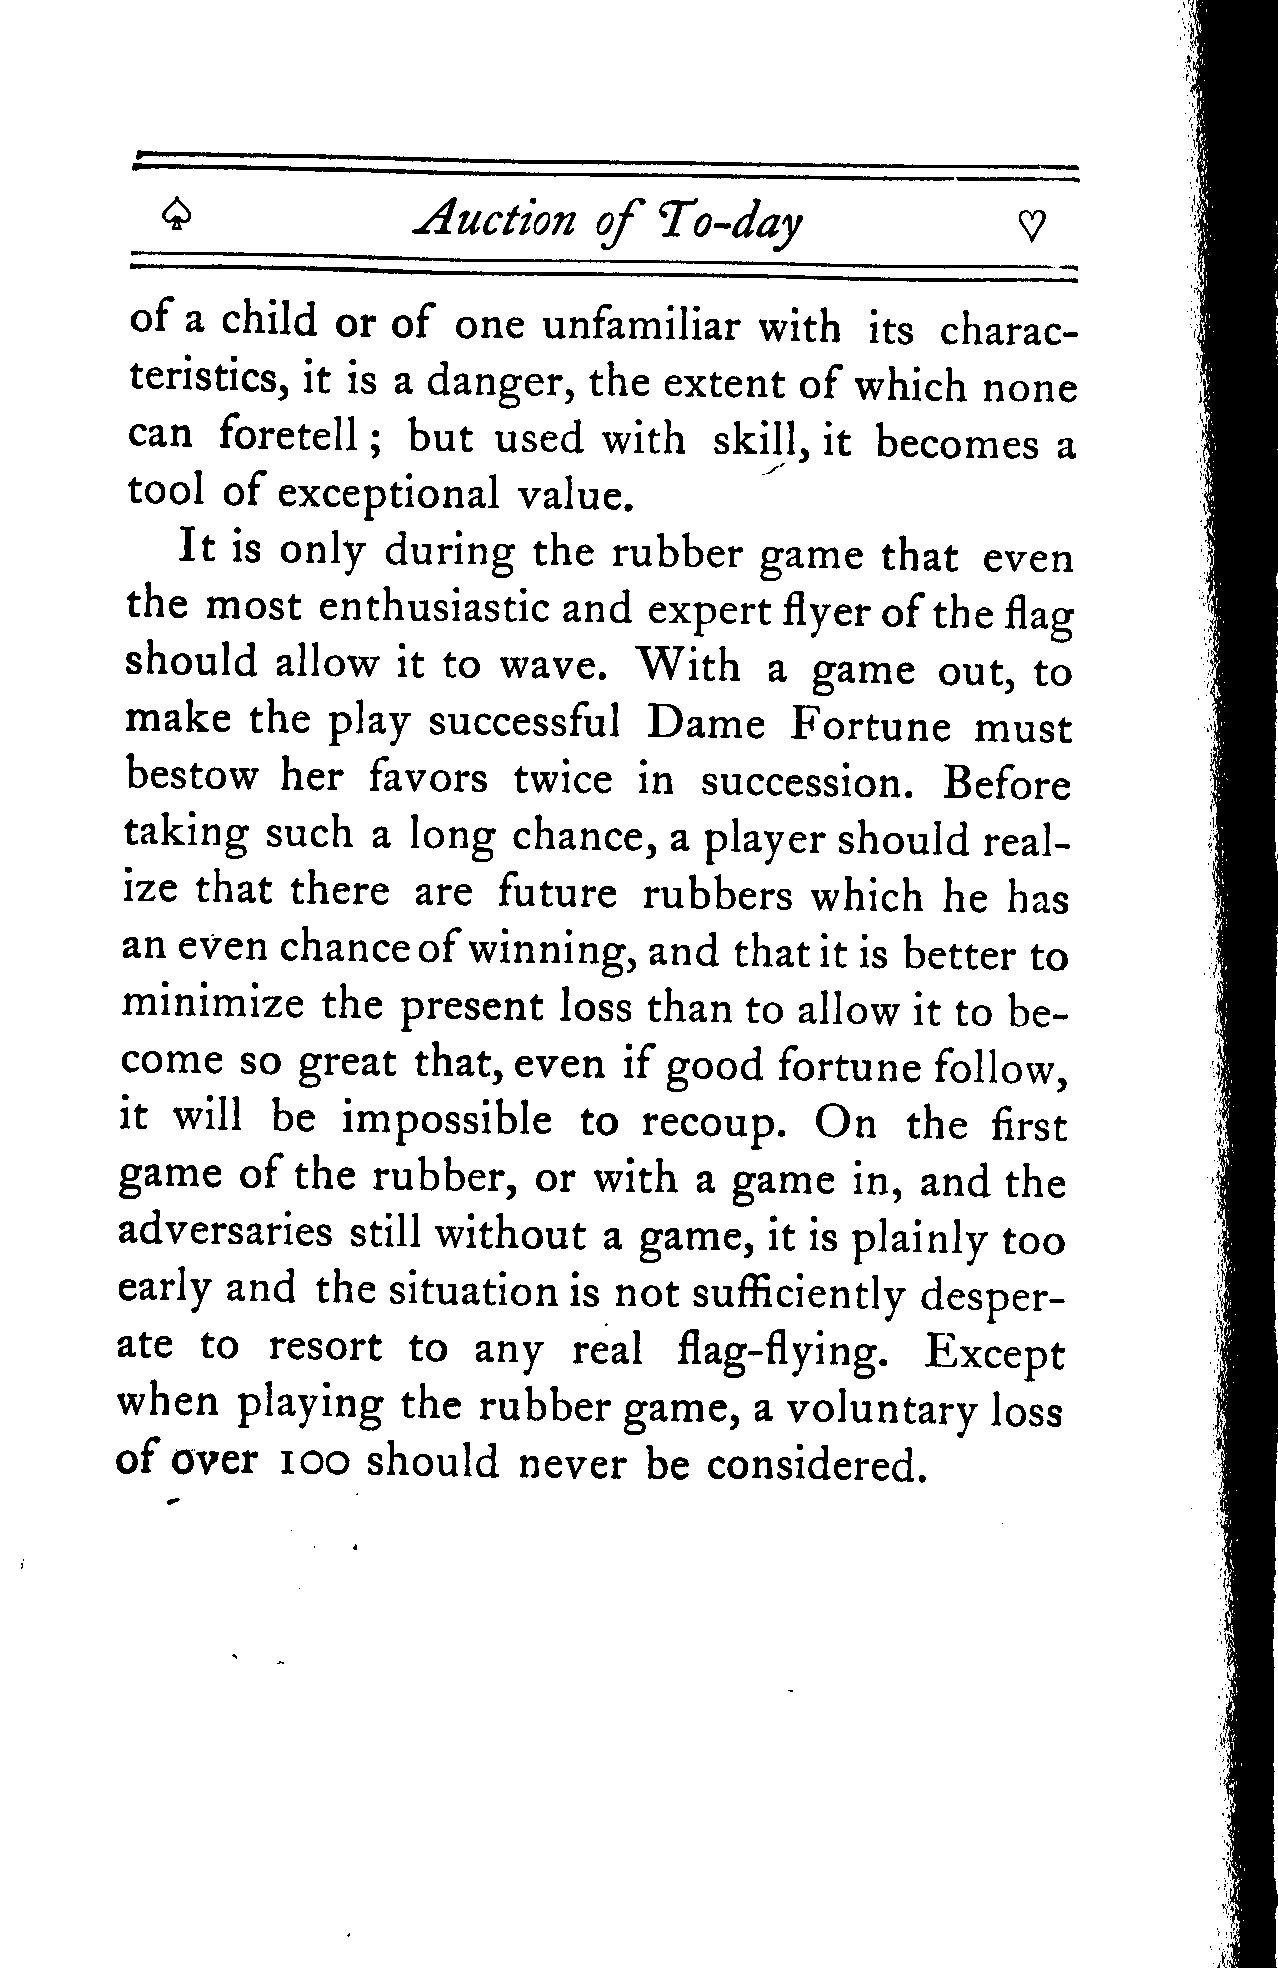 ♤ Auction of To-day ♡
of a child or of one unfamiliar with its charac-
teristics, it is a danger, the extent of which none
can foretell ; but used with skill, it becomes a
tool of exceptional value.
It is only during the rubber game that even
the most enthusiastic and expert flyer of the flag
should allow it to wave. With a game out, to
make the play successful Dame Fortune must
bestow her favors twice in succession. Before
taking such a long chance, a player should real-
ize that there are future rubbers which he has
an even chance of winning, and that it is better to
minimize the present loss than to allow it to be-
come so great that, even if good fortune follow,
it will be impossible to recoup. On the first
game of the rubber, or with a game in, and the
adversaries still without a game, it is plainly too
early and the situation is not sufficiently desper-
ate to resort to any real flag-flying. Except
when playing the rubber game, a voluntary loss
of over 100 should never be considered.